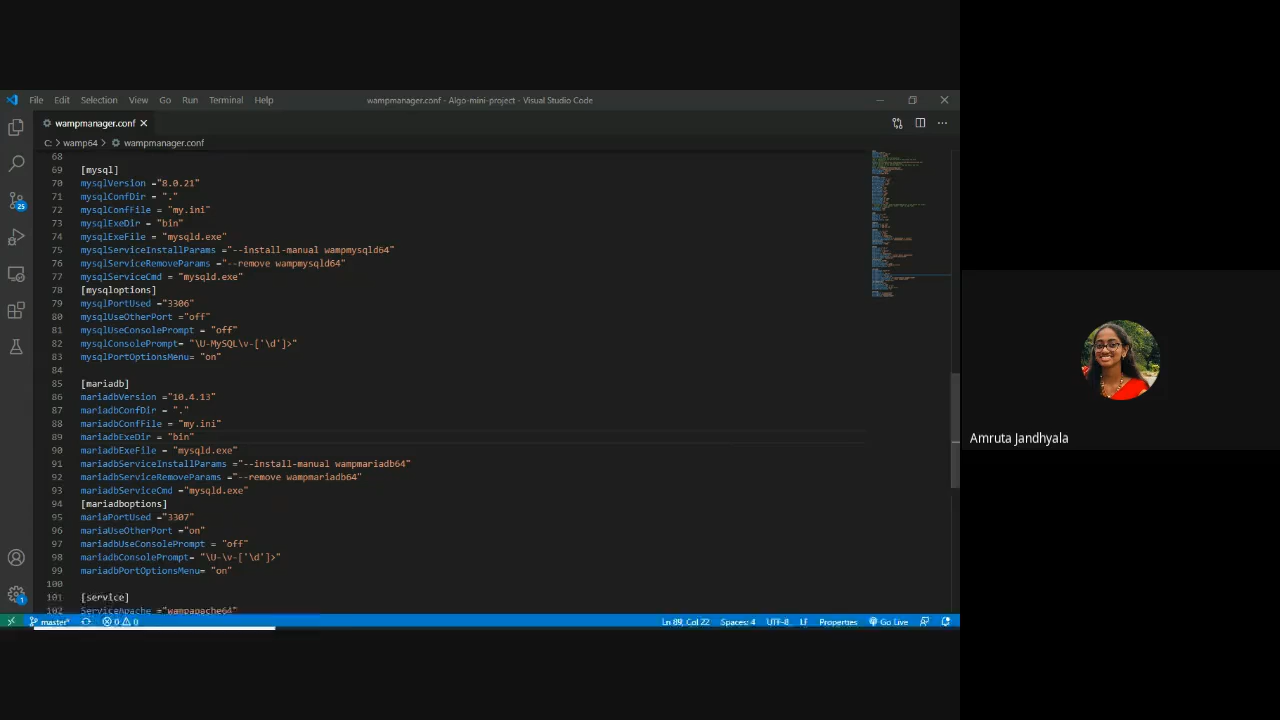 File Edit Selection View Go Run Terminal Help
wampmanager.conf - Algo-mini-project - Visual Studio Code
wampmanager.conf
C: > wamp64 > wampmanager.conf
68
69 [mysql]
70 mysqlVersion ="8.0.21"
71 mysqlConfDir = "."
72 mysqlConfFile = "my.ini"
73 mysqlExeDir = "bin"
74 mysqlExeFile = "mysqld.exe"
75 mysqlServiceInstallParams ="--install-manual wampmysqld64"
76 mysqlServiceRemoveParams ="--remove wampmysqld64"
77 mysqlServiceCmd = "mysqld.exe"
78 [mysqloptions]
79 mysqlPortUsed ="3306"
80 mysqlUseOtherPort ="off"
81 mysqlUseConsolePrompt = "off"
82 mysqlConsolePrompt= "\U-MySQL\v-['\d']>"
83 mysqlPortOptionsMenu= "on"
84
85 [mariadb]
86 mariadbVersion ="10.4.13"
87 mariadbConfDir = "."
88 mariadbConfFile = "my.ini"
89 mariadbExeDir = "bin"
90 mariadbExeFile = "mysqld.exe"
91 mariadbServiceInstallParams ="--install-manual wampmariadb64"
92 mariadbServiceRemoveParams ="--remove wampmariadb64"
93 mariadbServiceCmd ="mysqld.exe"
94 [mariadboptions]
95 mariaPortUsed ="3307"
96 mariaUseOtherPort ="on"
97 mariadbUseConsolePrompt = "off"
98 mariadbConsolePrompt= "\U-\v-['\d']>"
99 mariadbPortOptionsMenu= "on"
100
101 [service]
102 ServiceApache ="wampapache64"
25
1
master* 0 0 Ln 89, Col 22 Spaces: 4 UTF-8 LF Properties Go Live
Amruta Jandhyala